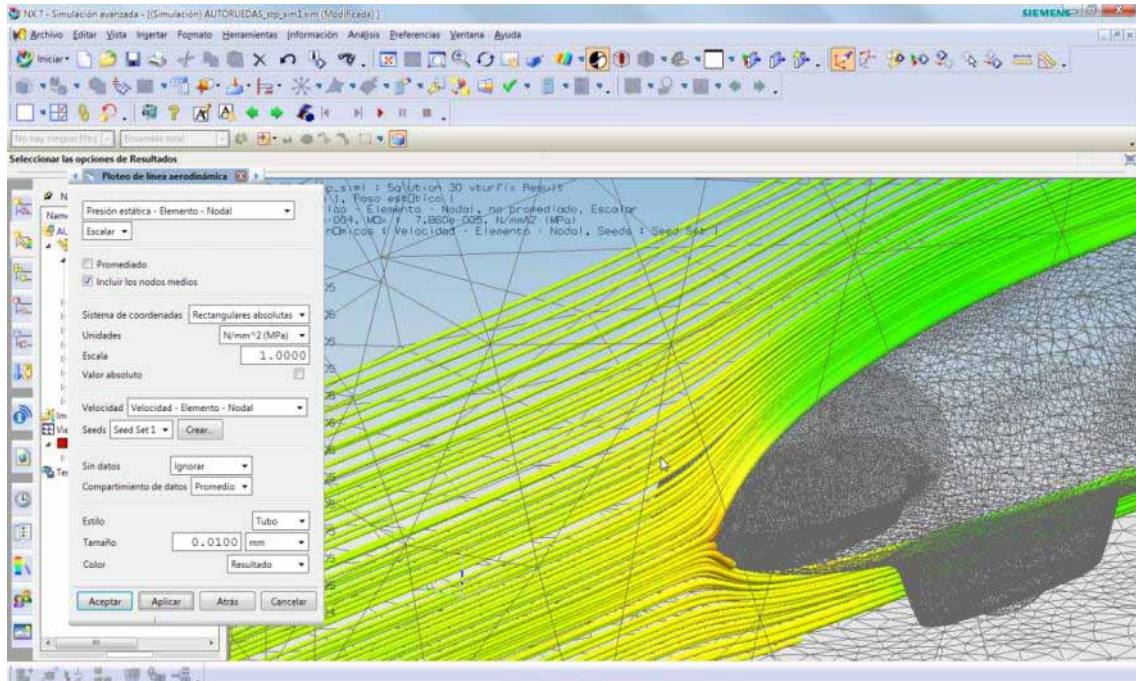 NX 7 - Simulación avanzada - [(Simulación) AUTORUEDAS_stp_sim1.sim (Modificada) ]
SIEMENS
Archivo Editar Vista Insertar Formato Herramientas Información Análisis Preferencias Ventana Ayuda
Iniciar
No hay ningún filtro
Ensamble total
Seleccionar las opciones de Resultados
Ploteo de línea aerodinámica
p_sim1 : Solution 30 vturfix Result
Elemento - Nodal, no promediado, Escalar
7.060e-005, N/mm^2 (MPa)
Velocidad - Elemento - Nodal, Seeds : Seed Set 1
Presión estática - Elemento - Nodal
Escalar
Promediado
Incluir los nodos medios
Sistema de coordenadas Rectangulares absolutas
Unidades N/mm^2 (MPa)
Escala 1.0000
Valor absoluto
Velocidad Velocidad - Elemento - Nodal
Seeds Seed Set 1 Crear...
Sin datos Ignorar
Compartimiento de datos Promedio
Estilo Tubo
Tamaño 0.0100 mm
Color Resultado
Aceptar Aplicar Atrás Cancelar